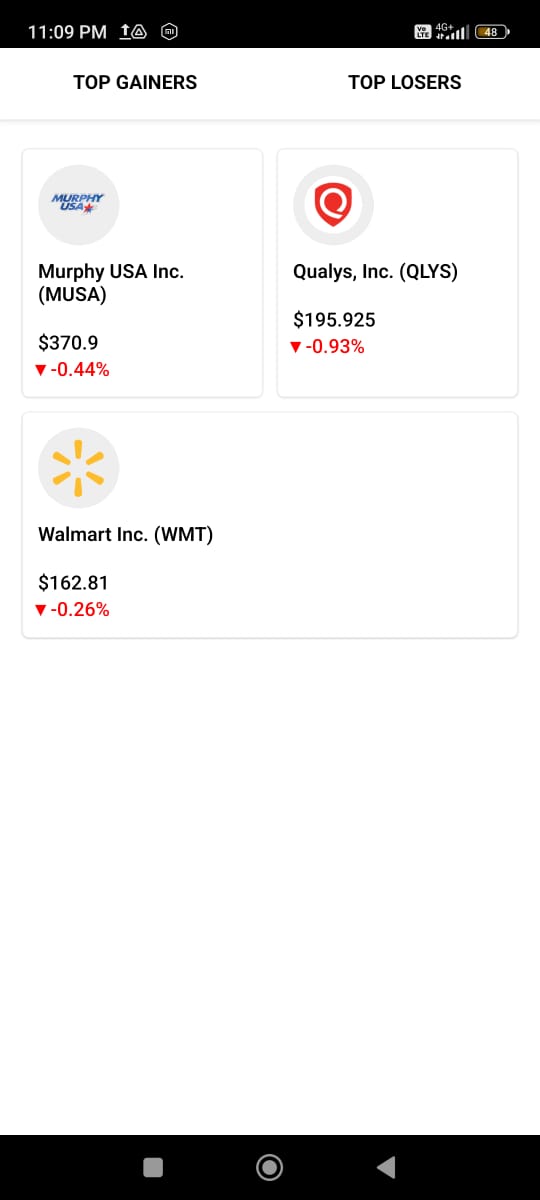 11:09 PM
Vo LTE 4G+ 48
TOP GAINERS
TOP LOSERS
MURPHY
USA
Murphy USA Inc.
(MUSA)
$370.9
▼-0.44%
Qualys, Inc. (QLYS)
$195.925
▼-0.93%
Walmart Inc. (WMT)
$162.81
▼-0.26%